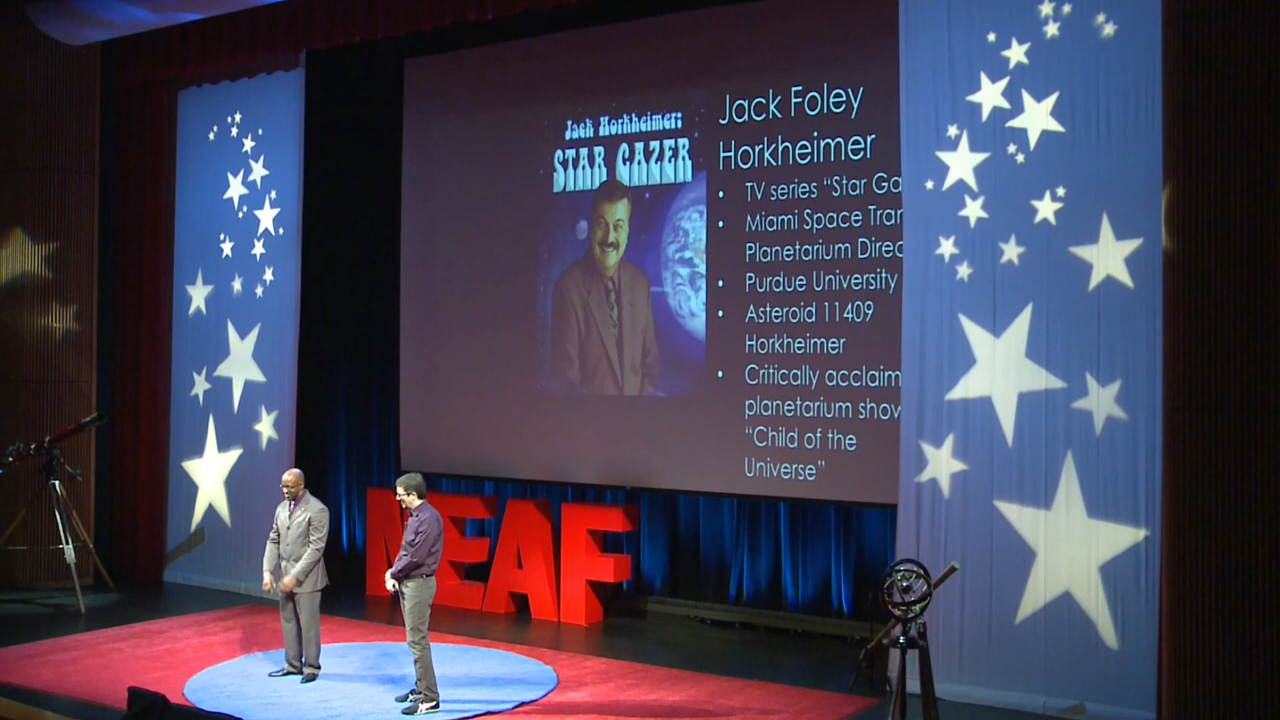 Jack Horkheimer:
STAR GAZER
Jack Foley
Horkheimer
• TV series “Star Ga
• Miami Space Tran
Planetarium Direc
• Purdue University
• Asteroid 11409
Horkheimer
• Critically acclaim
planetarium show
“Child of the
Universe”
NEAF